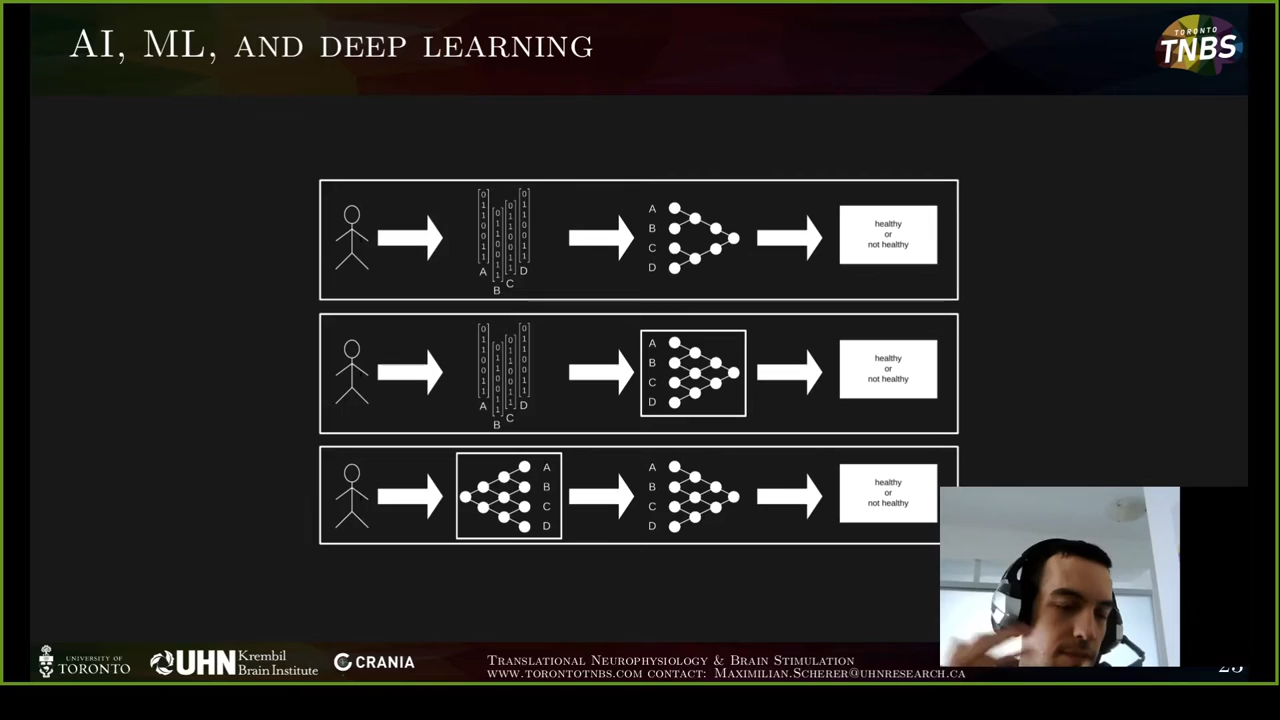 AI, ML, AND DEEP LEARNING
TORONTO
TNBS
A
B
C
D
A
B
C
D
healthy
or
not healthy
A
B
C
D
A
B
C
D
healthy
or
not healthy
A
B
C
D
A
B
C
D
healthy
or
not healthy
UNIVERSITY OF
TORONTO
UHN Krembil
Brain Institute
CRANIA
TRANSLATIONAL NEUROPHYSIOLOGY & BRAIN STIMULATION
WWW.TORONTOTNBS.COM CONTACT: MAXIMILIAN.SCHERER@UHNRESEARCH.CA